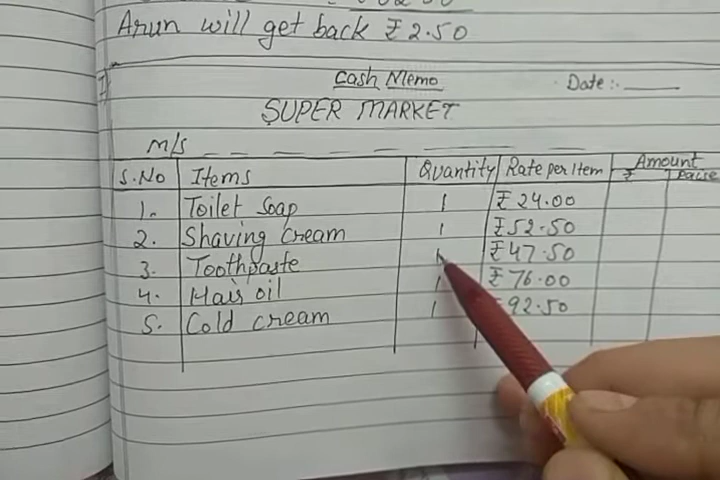 Arun will get back ₹ 2.50
Cash Memo Date :- ______
SUPER MARKET
M/s _ _ _ _ _ _ _ _ _
S.No Items Quantity Rate per Item Amount
₹ Paise
1. Toilet Soap 1 ₹ 24.00
2. Shaving Cream 1 ₹ 52.50
3. Toothpaste 1 ₹ 47.50
4. Hair oil 1 ₹ 76.00
5. Cold cream 1 ₹ 92.50